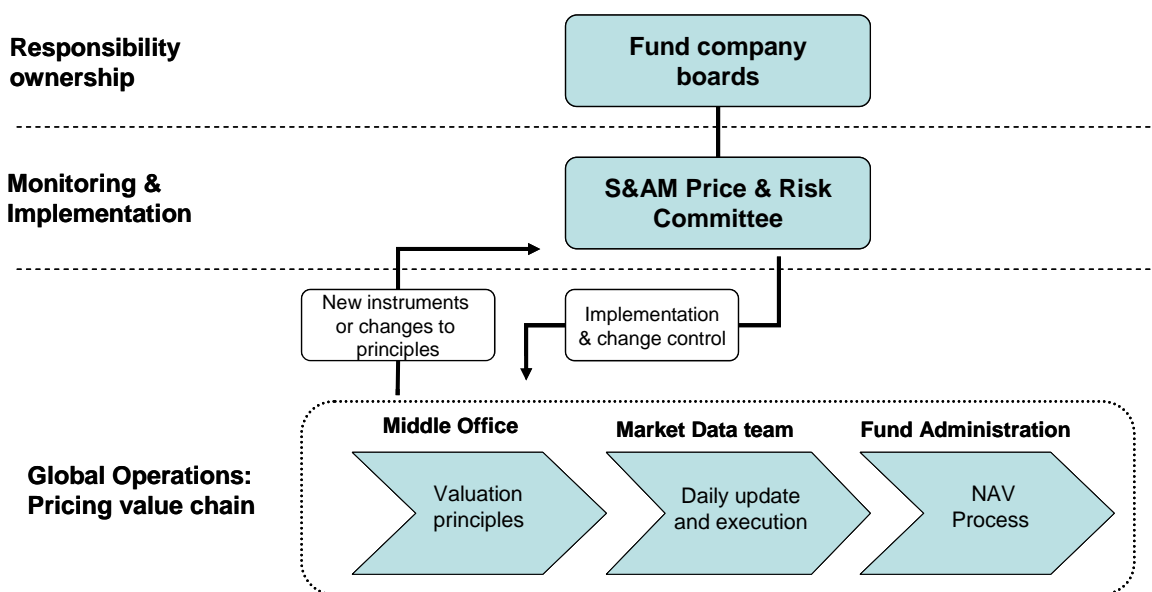 Responsibility
ownership
Fund company
boards
Monitoring &
Implementation
S&AM Price & Risk
Committee
New instruments
or changes to
principles
Implementation
& change control
Global Operations:
Pricing value chain
Middle Office
Market Data team
Fund Administration
Valuation
principles
Daily update
and execution
NAV
Process